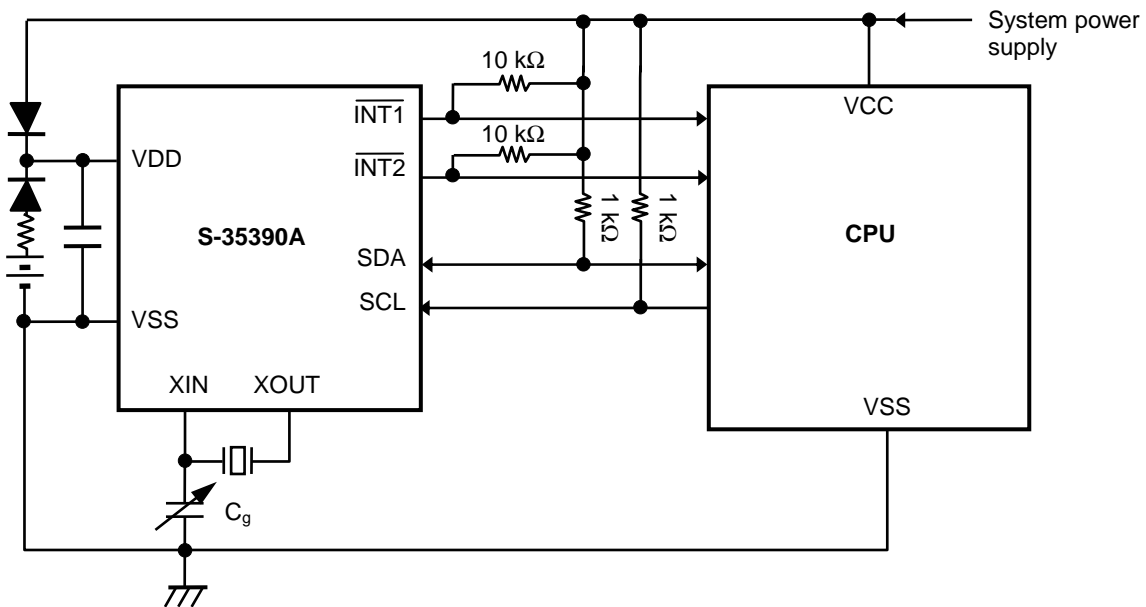 System power
supply
10 kΩ
INT1
VCC
10 kΩ
VDD
INT2
1 kΩ
1 kΩ
S-35390A
CPU
SDA
SCL
VSS
XIN
XOUT
VSS
Cg